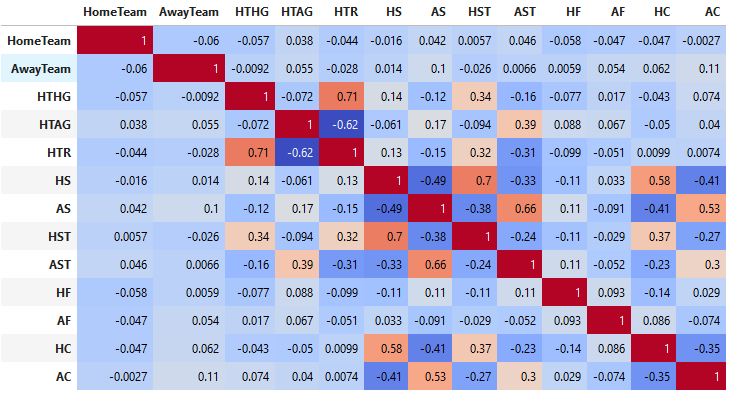 HomeTeam AwayTeam HTHG HTAG HTR HS AS HST AST HF AF HC AC
HomeTeam 1 -0.06 -0.057 0.038 -0.044 -0.016 0.042 0.0057 0.046 -0.058 -0.047 -0.047 -0.0027
AwayTeam -0.06 1 -0.0092 0.055 -0.028 0.014 0.1 -0.026 0.0066 0.0059 0.054 0.062 0.11
HTHG -0.057 -0.0092 1 -0.072 0.71 0.14 -0.12 0.34 -0.16 -0.077 0.017 -0.043 0.074
HTAG 0.038 0.055 -0.072 1 -0.62 -0.061 0.17 -0.094 0.39 0.088 0.067 -0.05 0.04
HTR -0.044 -0.028 0.71 -0.62 1 0.13 -0.15 0.32 -0.31 -0.099 -0.051 0.0099 0.0074
HS -0.016 0.014 0.14 -0.061 0.13 1 -0.49 0.7 -0.33 -0.11 0.033 0.58 -0.41
AS 0.042 0.1 -0.12 0.17 -0.15 -0.49 1 -0.38 0.66 0.11 -0.091 -0.41 0.53
HST 0.0057 -0.026 0.34 -0.094 0.32 0.7 -0.38 1 -0.24 -0.11 -0.029 0.37 -0.27
AST 0.046 0.0066 -0.16 0.39 -0.31 -0.33 0.66 -0.24 1 0.11 -0.052 -0.23 0.3
HF -0.058 0.0059 -0.077 0.088 -0.099 -0.11 0.11 -0.11 0.11 1 0.093 -0.14 0.029
AF -0.047 0.054 0.017 0.067 -0.051 0.033 -0.091 -0.029 -0.052 0.093 1 0.086 -0.074
HC -0.047 0.062 -0.043 -0.05 0.0099 0.58 -0.41 0.37 -0.23 -0.14 0.086 1 -0.35
AC -0.0027 0.11 0.074 0.04 0.0074 -0.41 0.53 -0.27 0.3 0.029 -0.074 -0.35 1